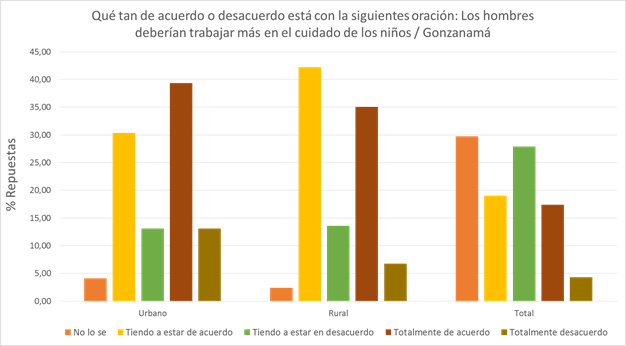 Qué tan de acuerdo o desacuerdo está con la siguientes oración: Los hombres
deberían trabajar más en el cuidado de los niños / Gonzanamá
% Repuestas
45,00
40,00
35,00
30,00
25,00
20,00
15,00
10,00
5,00
0,00
Urbano Rural Total
No lo se Tiendo a estar de acuerdo Tiendo a estar en desacuerdo Totalmente de acuerdo Totalmente desacuerdo